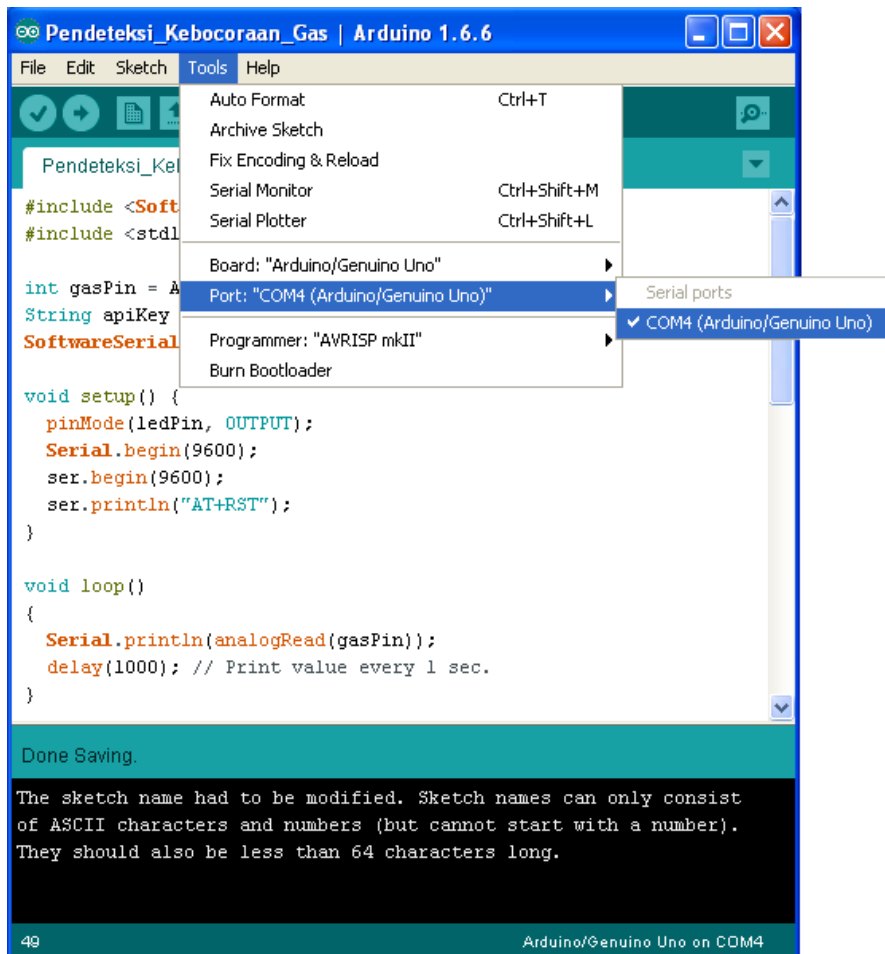 Pendeteksi_Kebocoraan_Gas | Arduino 1.6.6
File Edit Sketch Tools Help
Auto Format Ctrl+T
Archive Sketch
Fix Encoding & Reload
Serial Monitor Ctrl+Shift+M
Serial Plotter Ctrl+Shift+L
Board: "Arduino/Genuino Uno"
Port: "COM4 (Arduino/Genuino Uno)"
Programmer: "AVRISP mkII"
Burn Bootloader
Serial ports
COM4 (Arduino/Genuino Uno)
Pendeteksi_Ke
#include <Soft
#include <stdl
int gasPin = A
String apiKey
SoftwareSerial
void setup() {
pinMode(ledPin, OUTPUT);
Serial.begin(9600);
ser.begin(9600);
ser.println("AT+RST");
}
void loop()
{
Serial.println(analogRead(gasPin));
delay(1000); // Print value every 1 sec.
}
Done Saving.
The sketch name had to be modified. Sketch names can only consist
of ASCII characters and numbers (but cannot start with a number).
They should also be less than 64 characters long.
49 Arduino/Genuino Uno on COM4